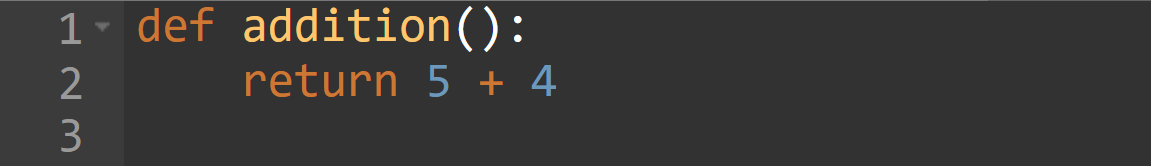 1 def addition():
2     return 5 + 4
3